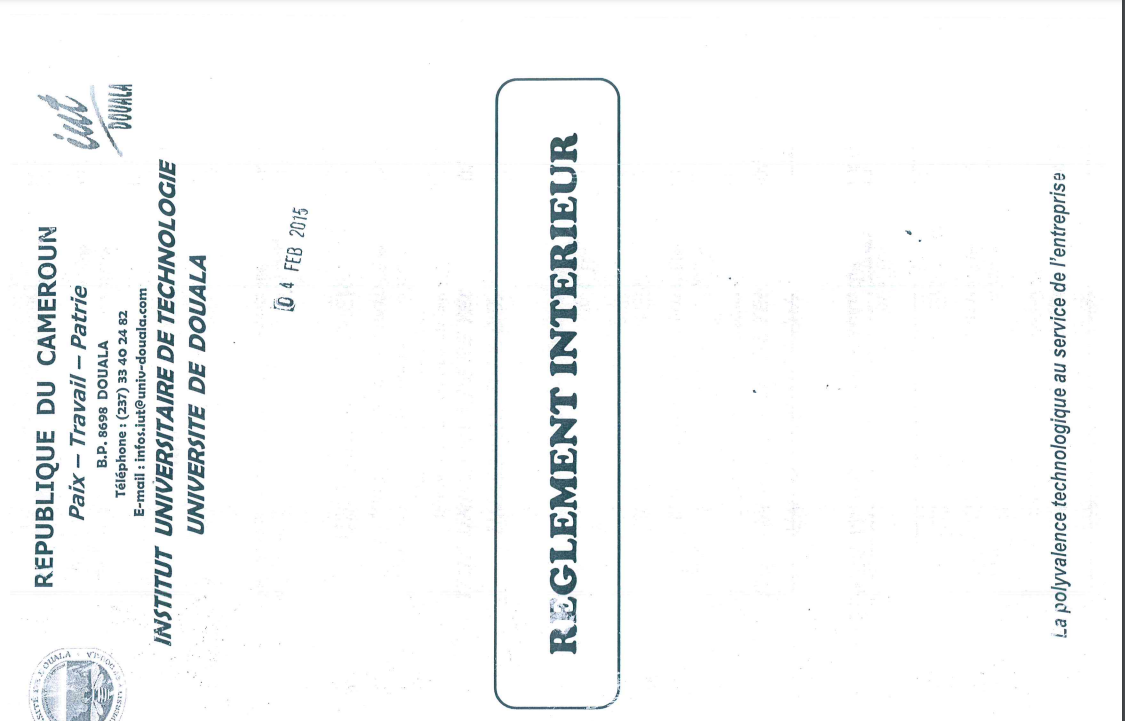 REPUBLIQUE DU CAMEROUN
Paix – Travail – Patrie
B.P. 8698 DOUALA
Téléphone : (237) 33 40 24 82
E-mail : infos.iut@univ-douala.com
INSTITUT UNIVERSITAIRE DE TECHNOLOGIE
UNIVERSITE DE DOUALA
iut
DOUALA
04 FEB 2015
REGLEMENT INTERIEUR
La polyvalence technologique au service de l'entreprise